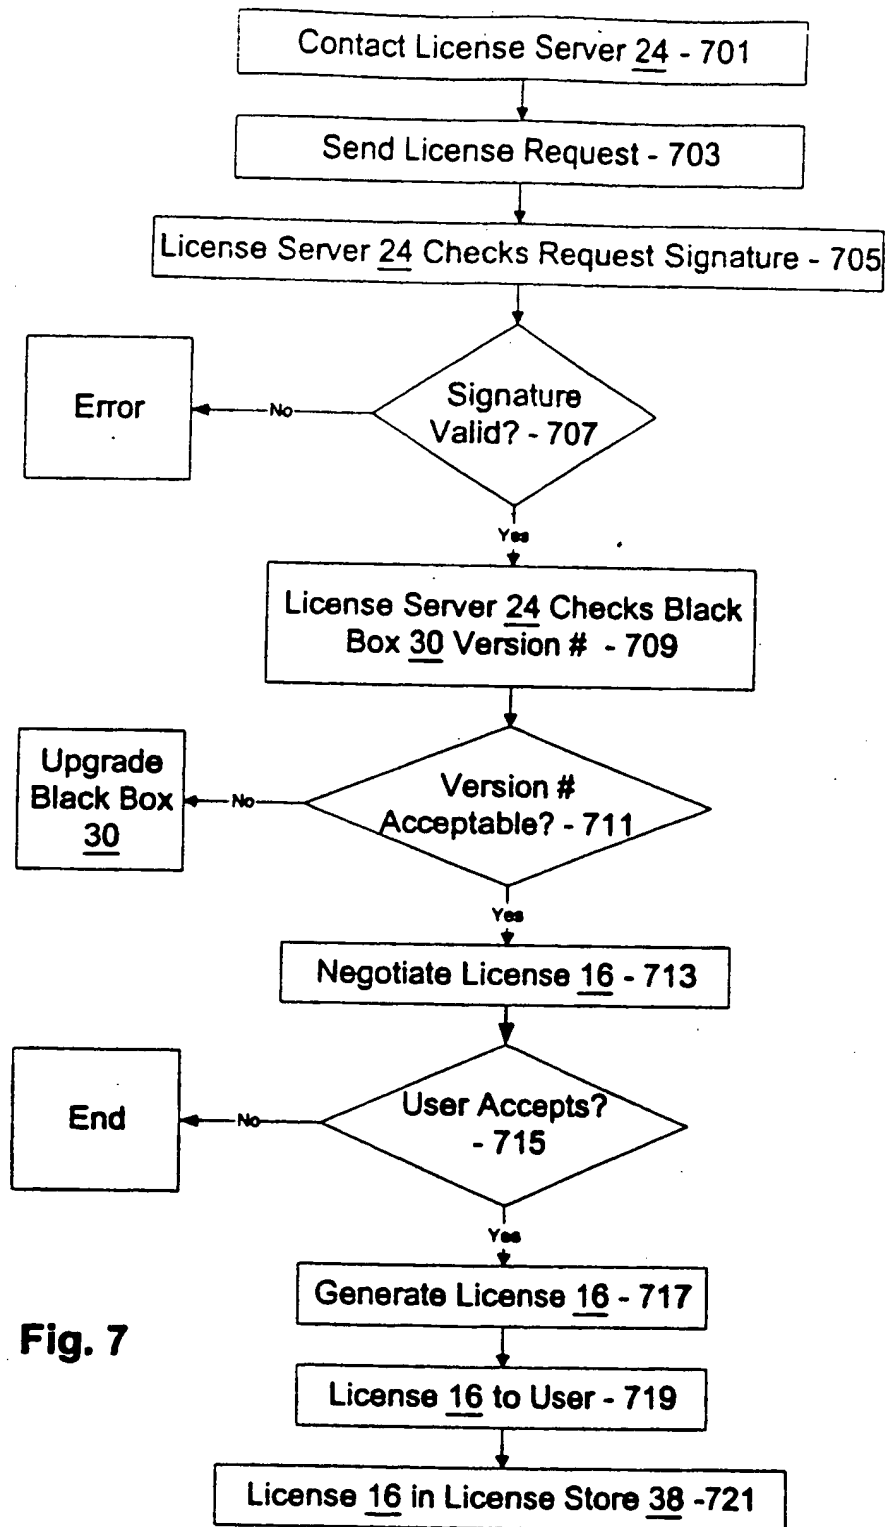 Contact License Server 24 - 701
Send License Request - 703
License Server 24 Checks Request Signature - 705
Signature
Valid? - 707
No
Error
Yes
License Server 24 Checks Black
Box 30 Version # - 709
Version #
Acceptable? - 711
No
Upgrade
Black Box
30
Yes
Negotiate License 16 - 713
User Accepts?
- 715
No
End
Yes
Generate License 16 - 717
License 16 to User - 719
License 16 in License Store 38 -721
Fig. 7